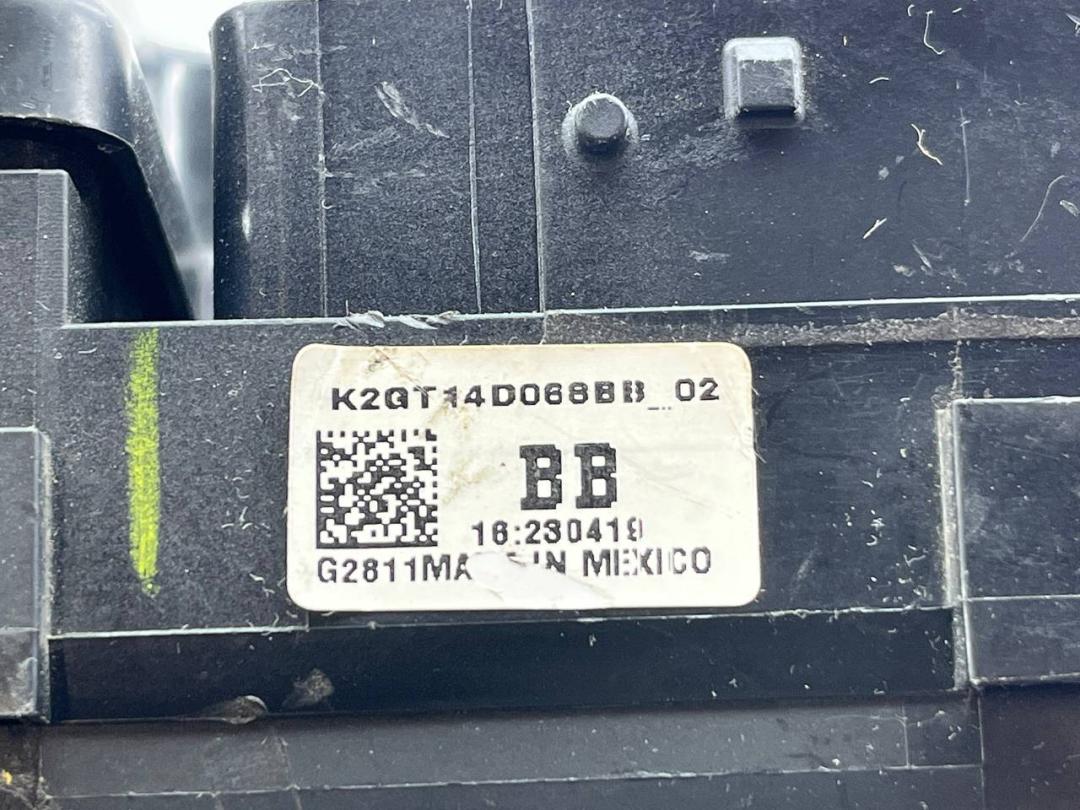 K2GT14D068BB_02
BB
16:230419
G2811MA IN MEXICO